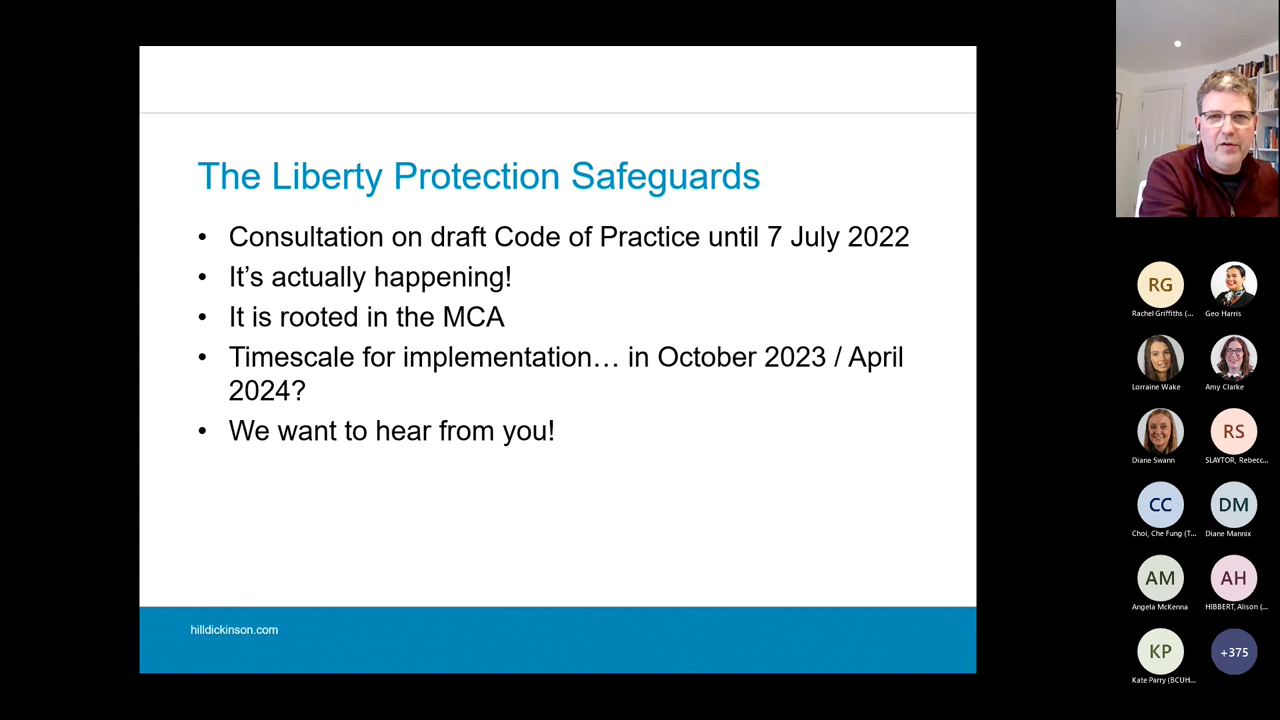 The Liberty Protection Safeguards
• Consultation on draft Code of Practice until 7 July 2022
• It’s actually happening!
• It is rooted in the MCA
• Timescale for implementation… in October 2023 / April
2024?
• We want to hear from you!
hilldickinson.com
RG
Rachel Griffiths (...
Geo Harris
Lorraine Wake
Amy Clarke
Diane Swann
RS
SLAYTOR, Rebecc...
CC
Choi, Che Fung (T...
DM
Diane Mannix
AM
Angela McKenna
AH
HIBBERT, Alison (...
KP
Kate Parry (BCUH...
+375